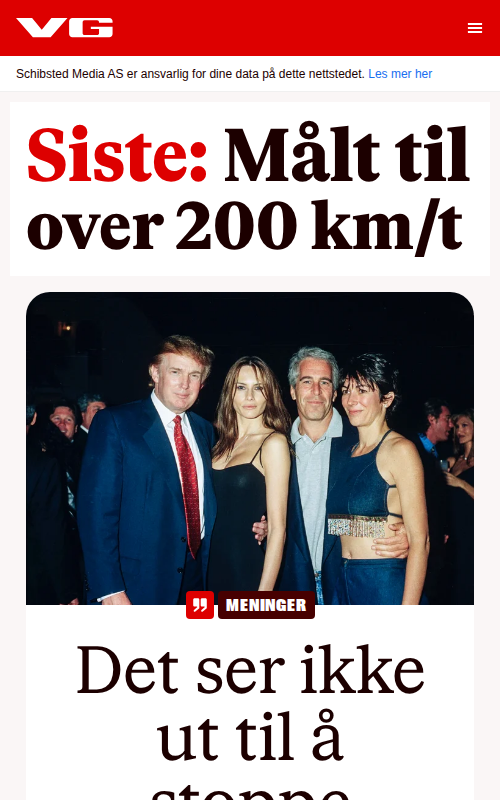 VG
Schibsted Media AS er ansvarlig for dine data på dette nettstedet. Les mer her
Siste: Målt til
over 200 km/t
MENINGER
Det ser ikke
ut til å
stoppe